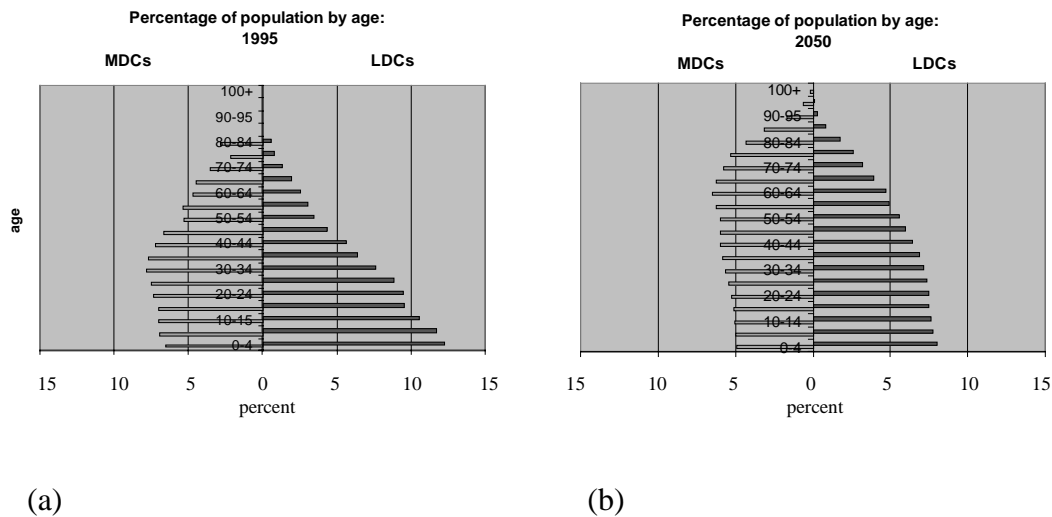 Percentage of population by age:
1995
MDCs LDCs
100+
90-95
80-84
70-74
60-64
50-54
40-44
30-34
20-24
10-15
0-4
age
15 10 5 0 5 10 15
percent
(a)
Percentage of population by age:
2050
MDCs LDCs
100+
90-95
80-84
70-74
60-64
50-54
40-44
30-34
20-24
10-14
0-4
15 10 5 0 5 10 15
percent
(b)